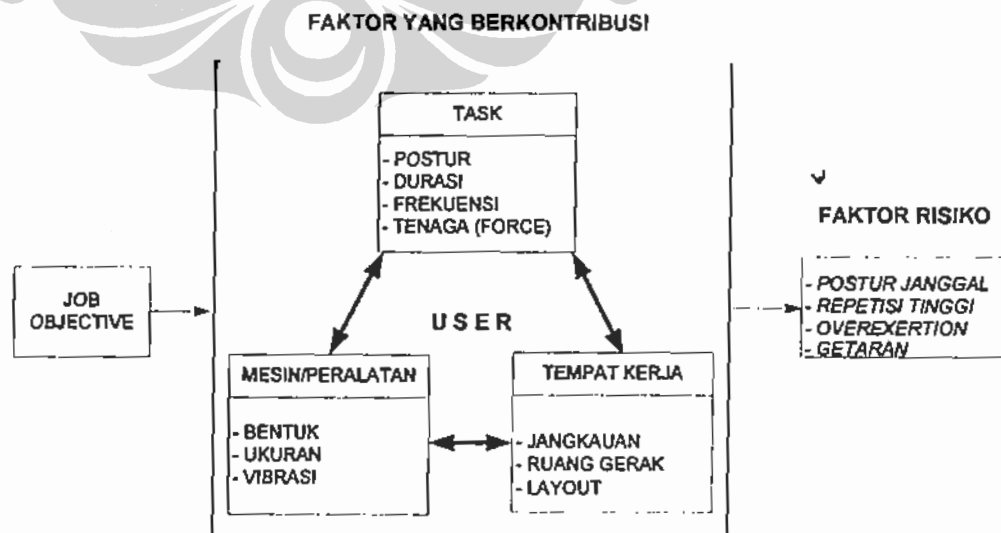 FAKTOR YANG BERKONTRIBUSI
TASK
- POSTUR
- DURASI
- FREKUENSI
- TENAGA (FORCE)
FAKTOR RISIKO
- POSTUR JANGGAL
- REPETISI TINGGI
- OVEREXERTION
- GETARAN
JOB
OBJECTIVE
USER
MESIN/PERALATAN
- BENTUK
- UKURAN
- VIBRASI
TEMPAT KERJA
- JANGKAUAN
- RUANG GERAK
- LAYOUT